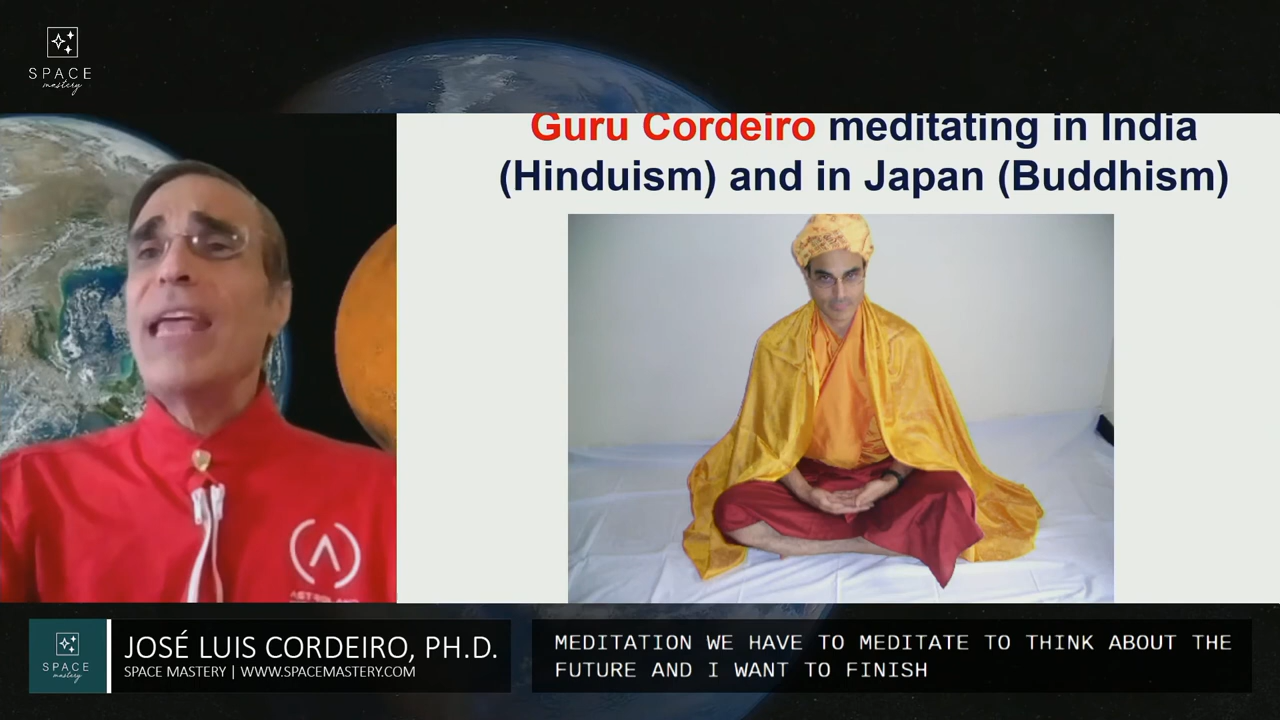 SPACE
mastery
Guru Cordeiro meditating in India
(Hinduism) and in Japan (Buddhism)
ASTROLAND
SPACE
mastery
JOSÉ LUIS CORDEIRO, PH.D.
SPACE MASTERY | WWW.SPACEMASTERY.COM
MEDITATION WE HAVE TO MEDITATE TO THINK ABOUT THE
FUTURE AND I WANT TO FINISH